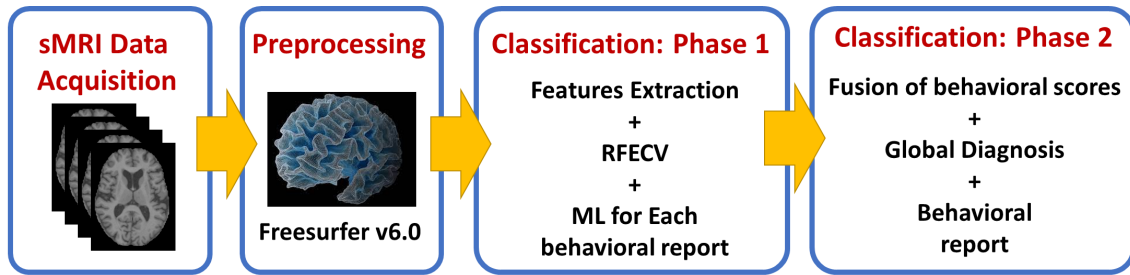 sMRI Data
Acquisition
Preprocessing
Freesurfer v6.0
Classification: Phase 1
Features Extraction
+
RFECV
+
ML for Each
behavioral report
Classification: Phase 2
Fusion of behavioral scores
+
Global Diagnosis
+
Behavioral
report